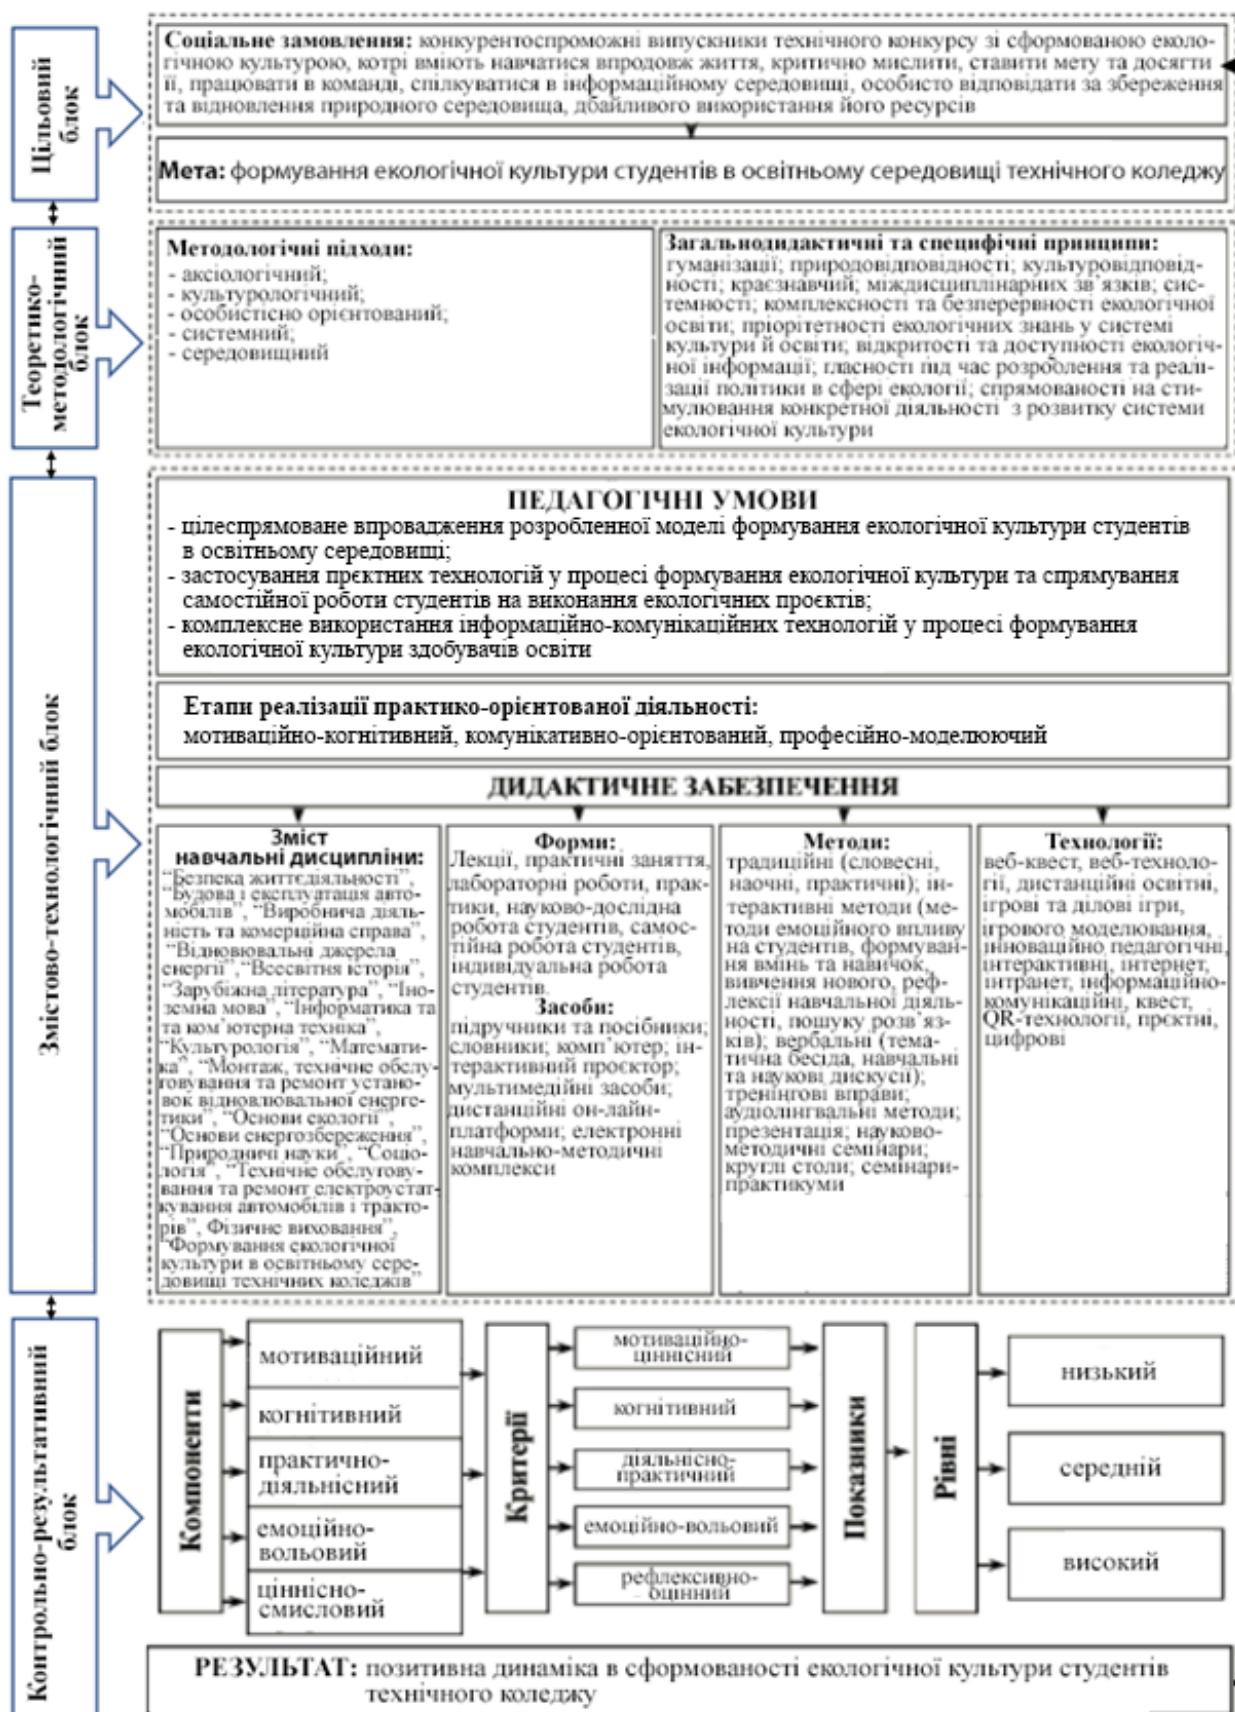 Цільовий
блок
Соціальне замовлення: конкурентоспроможні випускники технічного конкурсу зі сформованою еколо-
гічною культурою, котрі вміють навчатися впродовж життя, критично мислити, ставити мету та досягти
її, працювати в команді, спілкуватися в інформаційному середовищі, особисто відповідати за збереження
та відновлення природного середовища, дбайливого використання його ресурсів
Мета: формування екологічної культури студентів в освітньому середовищі технічного коледжу
Теоретико-
методологічний
блок
Методологічні підходи:
- аксіологічний;
- культурологічний;
- особистісно орієнтований;
- системний;
- середовищний
Загальнодидактичні та специфічні принципи:
гуманізації; природовідповідності; культуровідповід-
ності; краєзнавчий; міждисциплінарних зв’язків; сис-
темності; комплексності та безперервності екологічної
освіти; пріорітетності екологічних знань у системі
культури й освіти; відкритості та доступності екологіч-
ної інформації; гласності під час розроблення та реалі-
зації політики в сфері екології; спрямованості на сти-
мулювання конкретної діяльності з розвитку системи
екологічної культури
Змістово-технологічний блок
ПЕДАГОГІЧНІ УМОВИ
- цілеспрямоване впровадження розробленної моделі формування екологічної культури студентів
в освітньому середовищі;
- застосування прєктних технологій у процесі формування екологічної культури та спрямування
самостійної роботи студентів на виконання екологічних проєктів;
- комплексне використання інформаційно-комунікаційних технологій у процесі формування
екологічної культури здобувачів освіти
Етапи реалізації практико-орієнтованої діяльності:
мотиваційно-когнітивний, комунікативно-орієнтований, професійно-моделюючий
ДИДАКТИЧНЕ ЗАБЕЗПЕЧЕННЯ
Зміст
навчальні дисципліни:
“Безпека життєдіяльності”,
“Будова і експлуатація авто-
мобілів”, “Виробнича діяль-
ність та комерційна справа”,
“Відновлювальні джерела
енергії”, “Всесвітня історія”,
“Зарубіжна література”, “Іно-
земна мова”, “Інформатика та
та ком’ютерна техніка”,
“Культурологія”, “Математи-
ка”, “Монтаж, технічне обслу-
говування та ремонт устано-
вок відновлювальної енерге-
тики”, “Основи екології”,
“Основи енергозбереження”,
“Природничі науки”, “Соціо-
логія”, “Технічне обслугову-
вання та ремонт електроустат-
кування автомобілів і тракто-
рів”, Фізичне виховання”,
“Формування екологічної
культури в освітньому сере-
довищі технічних коледжів”
Форми:
Лекції, практичні заняття,
лабораторні роботи, прак-
тики, науково-дослідна
робота студентів, самос-
тійна робота студентів,
індивідуальна робота
студентів.
Засоби:
підручники та посібники;
словники; комп’ютер; ін-
терактивний проєктор;
мультимедійні засоби;
дистанційні он-лайн-
платформи; електронні
навчально-методичні
комплекси
Методи:
традиційні (словесні,
наочні, практичні); ін-
терактивні методи (ме-
тоди емоційного впливу
на студентів, формуван-
ня вмінь та навичок,
вивчення нового, реф-
лексії навчальної діяль-
ності, пошуку розв’яз-
ків); вербальні (тема-
тична бесіда, навчальні
та наукові дискусії);
тренінгові вправи;
аудіолінгвальні методи;
презентація; науково-
методичні семінари;
круглі столи; семінари-
практикуми
Технології:
веб-квест, веб-техноло-
гії, дистанційні освітні,
ігрові та ділові ігри,
ігрового моделювання,
інноваційно педагогічні,
інтерактивні, інтернет,
інтранет, інформаційно-
комунікаційні, квест,
QR-технології, прєктні,
цифрові
Контрольно-результативний
блок
Компоненти
мотиваційний
когнітивний
практично-
діяльнісний
емоційно-
вольовий
ціннісно-
смисловий
Критерії
мотиваційно-
ціннісний
когнітивний
діяльнісно-
практичний
емоційно-вольовий
рефлексивно-
оцінний
Показники
Рівні
низький
середній
високий
РЕЗУЛЬТАТ: позитивна динаміка в сформованості екологічної культури студентів
технічного коледжу